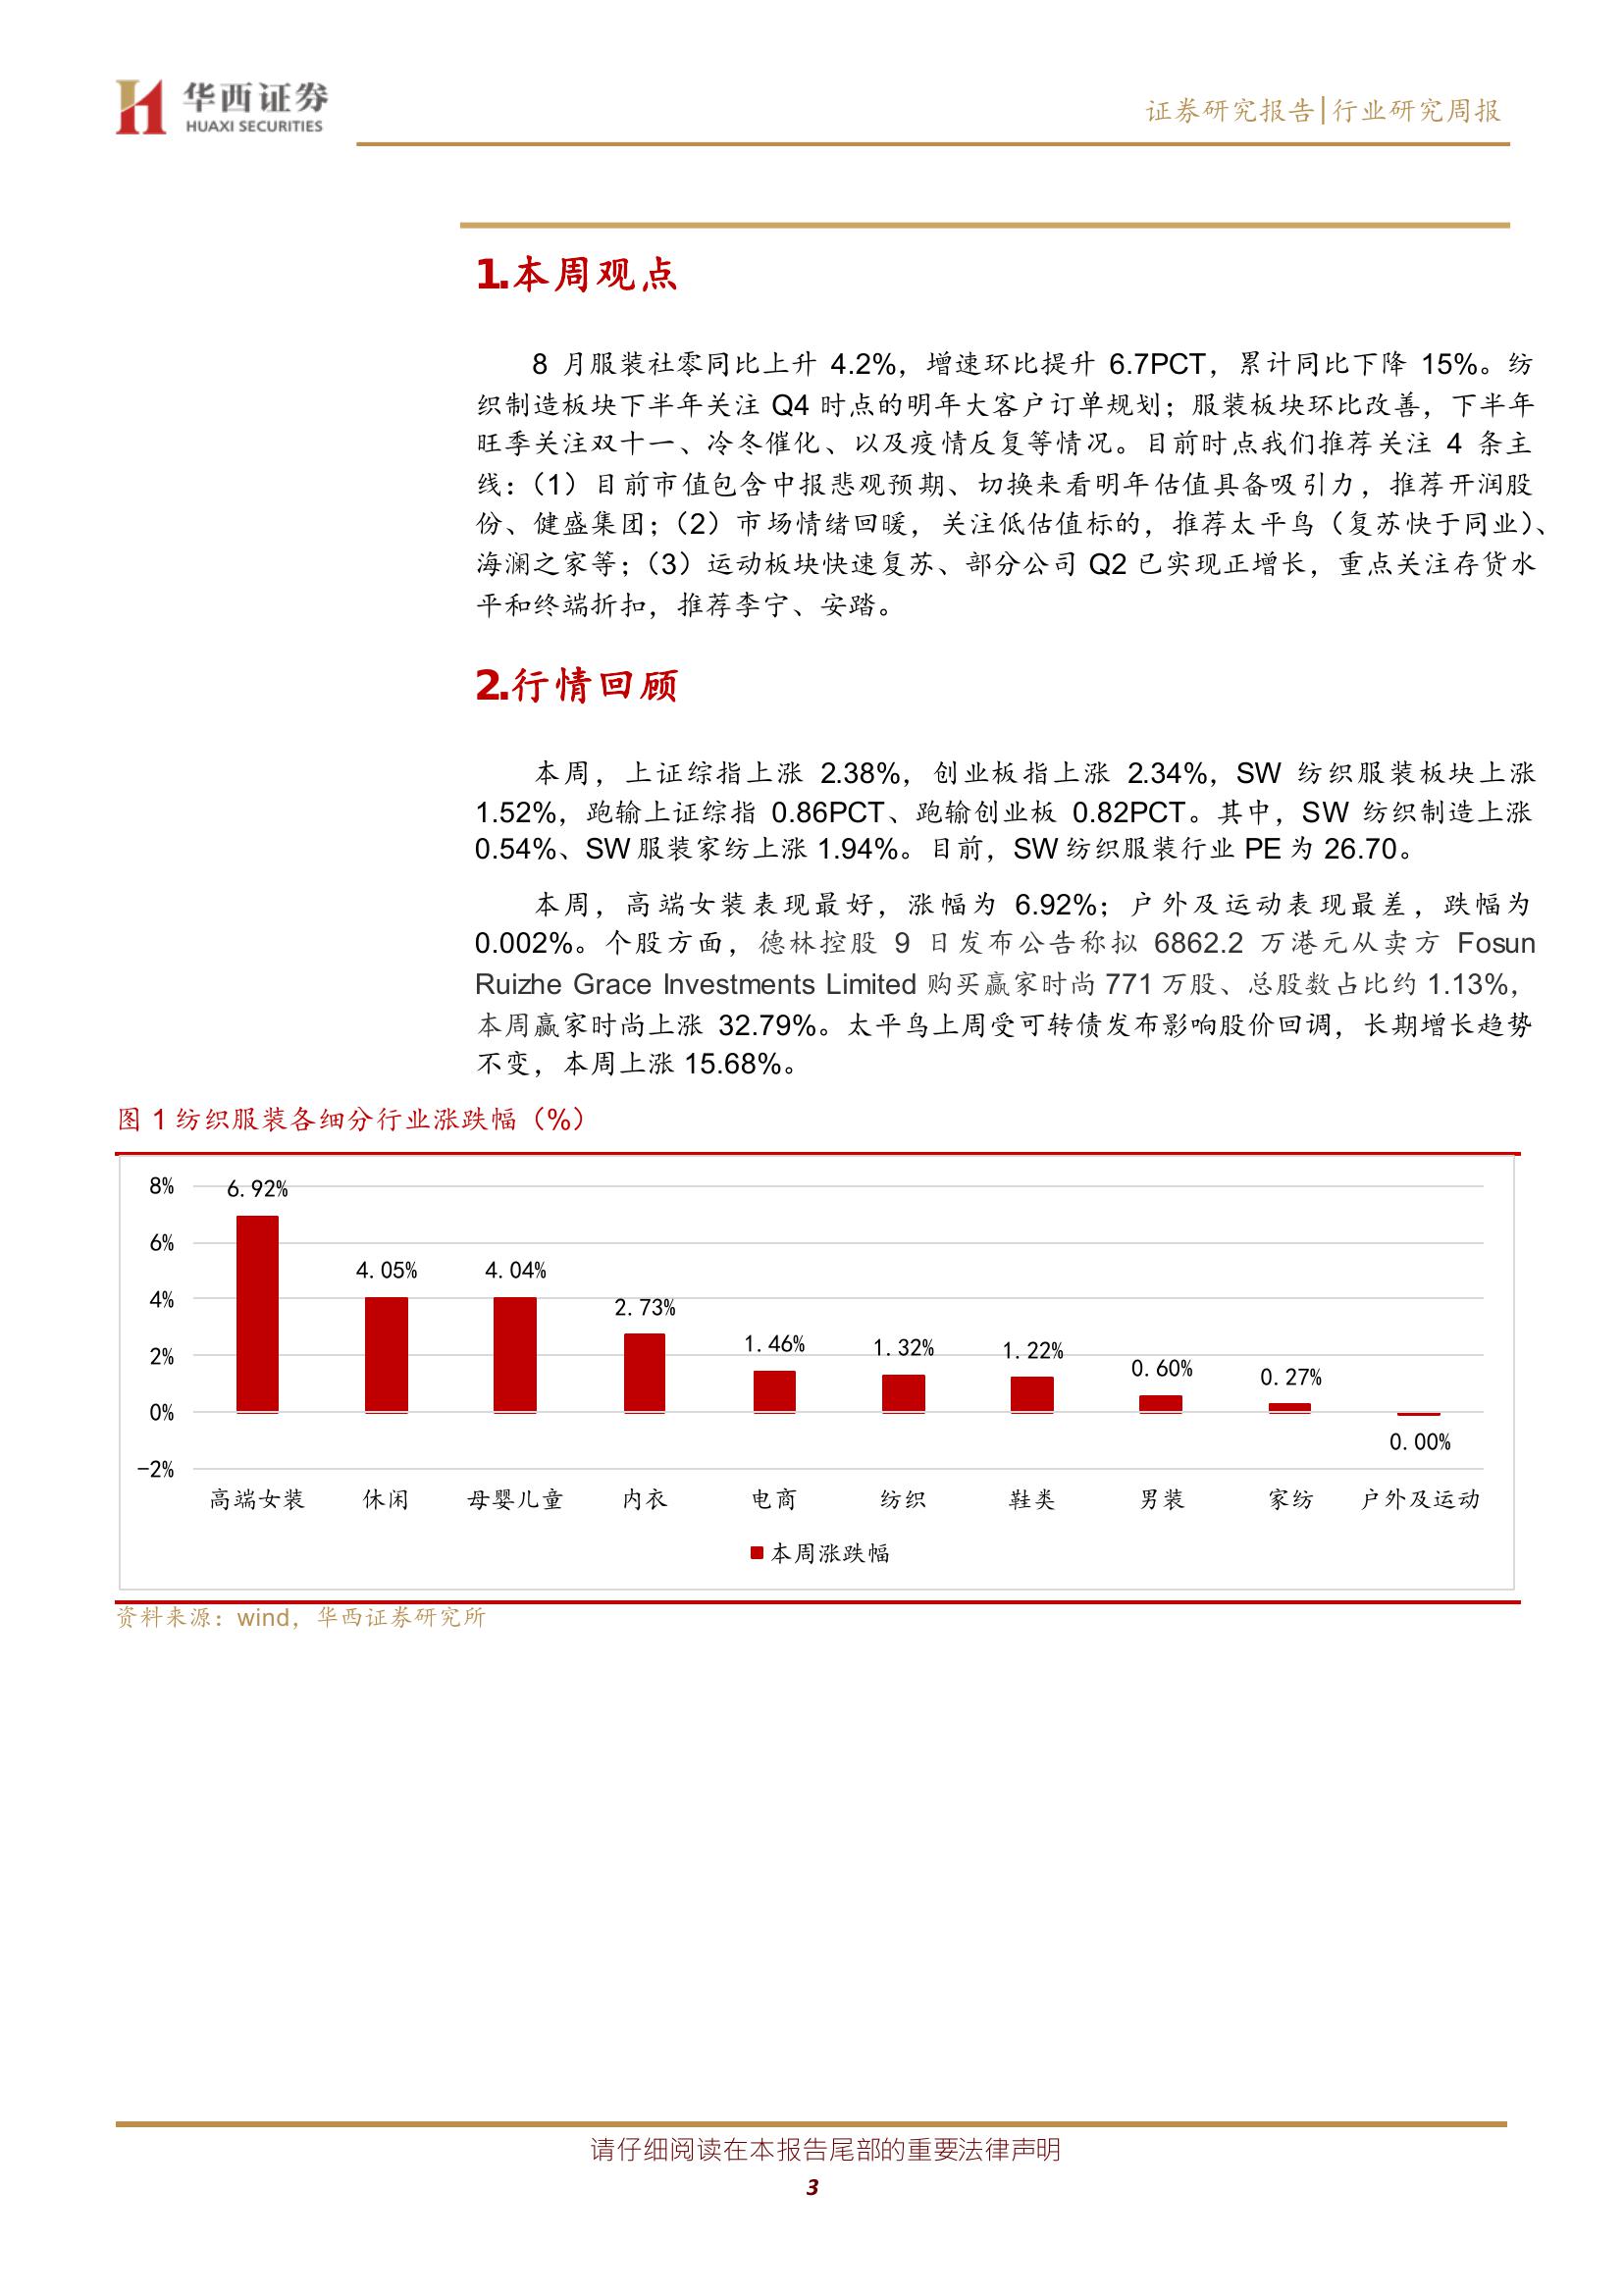 华西证券
HUAXI SECURITIES
证券研究报告|行业研究周报
1.本周观点
8 月服装社零同比上升 4.2%，增速环比提升 6.7PCT，累计同比下降 15%。纺
织制造板块下半年关注 Q4 时点的明年大客户订单规划；服装板块环比改善，下半年
旺季关注双十一、冷冬催化、以及疫情反复等情况。目前时点我们推荐关注 4 条主
线：（1）目前市值包含中报悲观预期、切换来看明年估值具备吸引力，推荐开润股
份、健盛集团；（2）市场情绪回暖，关注低估值标的，推荐太平鸟（复苏快于同业）、
海澜之家等；（3）运动板块快速复苏、部分公司 Q2 已实现正增长，重点关注存货水
平和终端折扣，推荐李宁、安踏。
2.行情回顾
本周，上证综指上涨 2.38%，创业板指上涨 2.34%，SW 纺织服装板块上涨
1.52%，跑输上证综指 0.86PCT、跑输创业板 0.82PCT。其中，SW 纺织制造上涨
0.54%、SW 服装家纺上涨 1.94%。目前，SW 纺织服装行业 PE 为 26.70。
本周，高端女装表现最好，涨幅为 6.92%；户外及运动表现最差，跌幅为
0.002%。个股方面，德林控股 9 日发布公告称拟 6862.2 万港元从卖方 Fosun
Ruizhe Grace Investments Limited 购买赢家时尚 771 万股、总股数占比约 1.13%，
本周赢家时尚上涨 32.79%。太平鸟上周受可转债发布影响股价回调，长期增长趋势
不变，本周上涨 15.68%。
图 1 纺织服装各细分行业涨跌幅（%）
8%
6%
4%
2%
0%
-2%
6.92%
4.05%
4.04%
2.73%
1.46%
1.32%
1.22%
0.60%
0.27%
0.00%
高端女装 休闲 母婴儿童 内衣 电商 纺织 鞋类 男装 家纺 户外及运动
本周涨跌幅
资料来源：wind，华西证券研究所
请仔细阅读在本报告尾部的重要法律声明
3